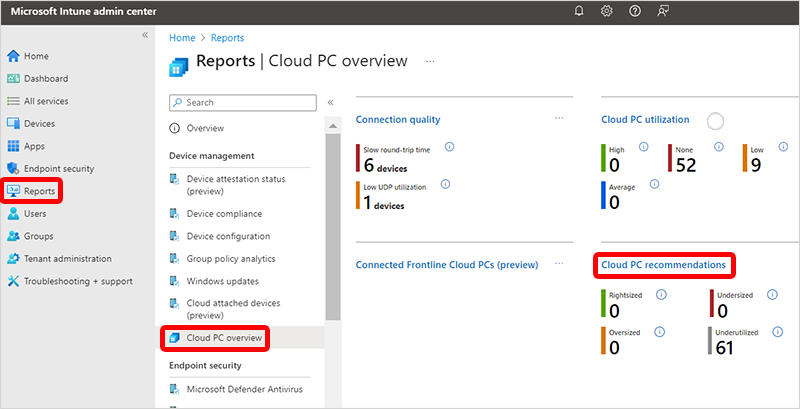 Microsoft Intune admin center
Home
Dashboard
All services
Devices
Apps
Endpoint security
Reports
Users
Groups
Tenant administration
Troubleshooting + support
Home > Reports
Reports | Cloud PC overview ...
Search
Overview
Device management
Device attestation status
(preview)
Device compliance
Device configuration
Group policy analytics
Windows updates
Cloud attached devices
(preview)
Cloud PC overview
Endpoint security
Microsoft Defender Antivirus
Connection quality ...
Slow round-trip time
6 devices
Low UDP utilization
1 devices
Cloud PC utilization
High
0
None
52
Low
9
Average
0
Connected Frontline Cloud PCs (preview) ...
Cloud PC recommendations
Rightsized
0
Undersized
0
Oversized
0
Underutilized
61